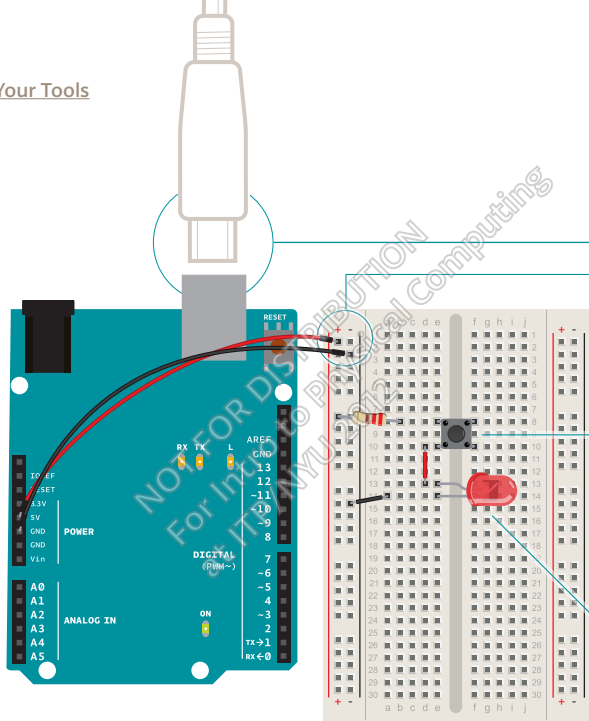 Your Tools
RESET
+ -
+ -
a b c d e
f g h i j
1
2
3
4
5
6
7
8
9
10
11
12
13
14
15
16
17
18
19
20
21
22
23
24
25
26
27
28
29
30
RX TX L
AREF
GND
13
12
~11
~10
~9
8
IOREF
RESET
3.3V
5V
GND
GND
Vin
POWER
DIGITAL
(PWM~)
7
~6
~5
4
~3
2
TX→1
RX←0
A0
A1
A2
A3
A4
A5
ANALOG IN
ON
a b c d e
f g h i j
+ -
+ -
NOT FOR DISTRIBUTION
For Intro to Physical Computing
at ITP, NYU 2012